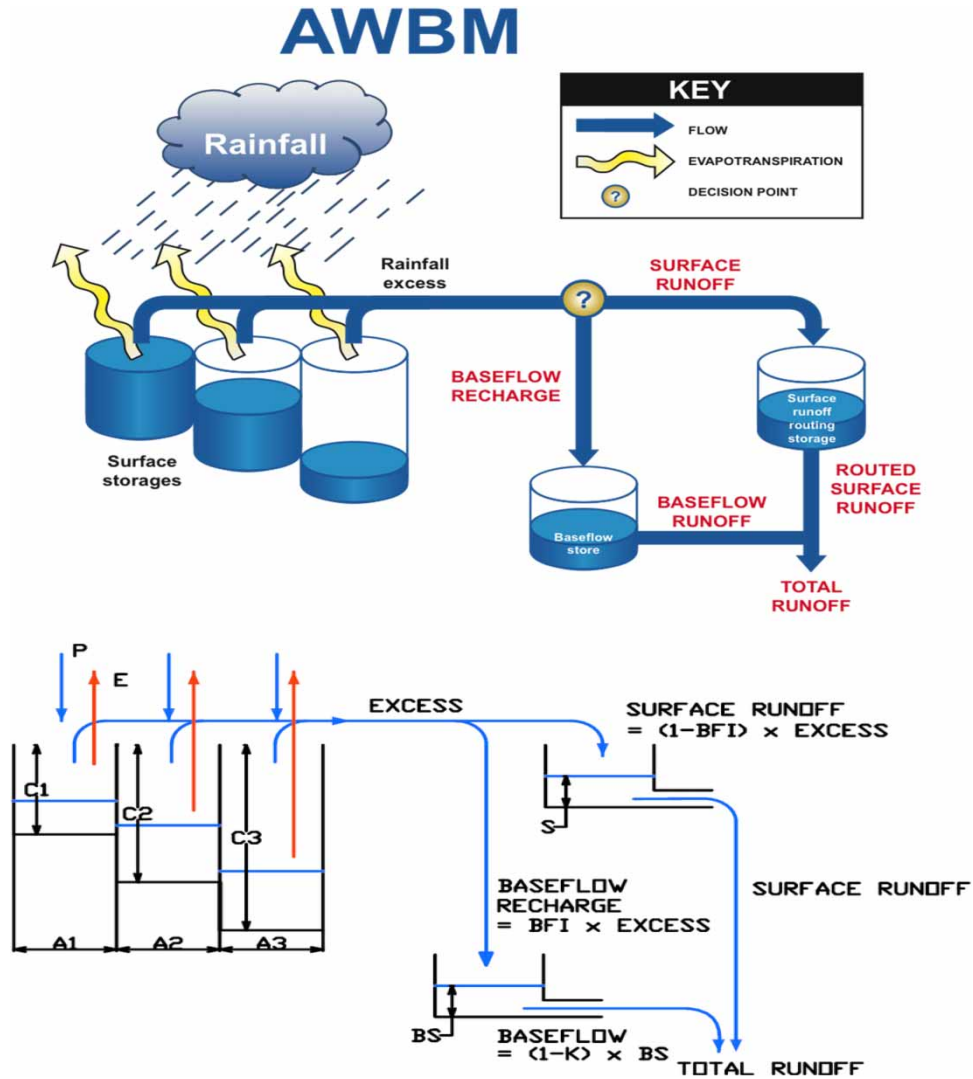 AWBM
KEY
FLOW
EVAPOTRANSPIRATION
?
DECISION POINT
Rainfall
Rainfall
excess
?
SURFACE
RUNOFF
BASEFLOW
RECHARGE
Surface
runoff
routing
storage
Surface
storages
ROUTED
SURFACE
RUNOFF
BASEFLOW
RUNOFF
Baseflow
store
TOTAL
RUNOFF
P
E
EXCESS
SURFACE RUNOFF
= (1-BFI) x EXCESS
C1
C2
C3
S
BASEFLOW
RECHARGE
= BFI x EXCESS
SURFACE RUNOFF
A1
A2
A3
BS
BASEFLOW
= (1-K) x BS
TOTAL RUNOFF